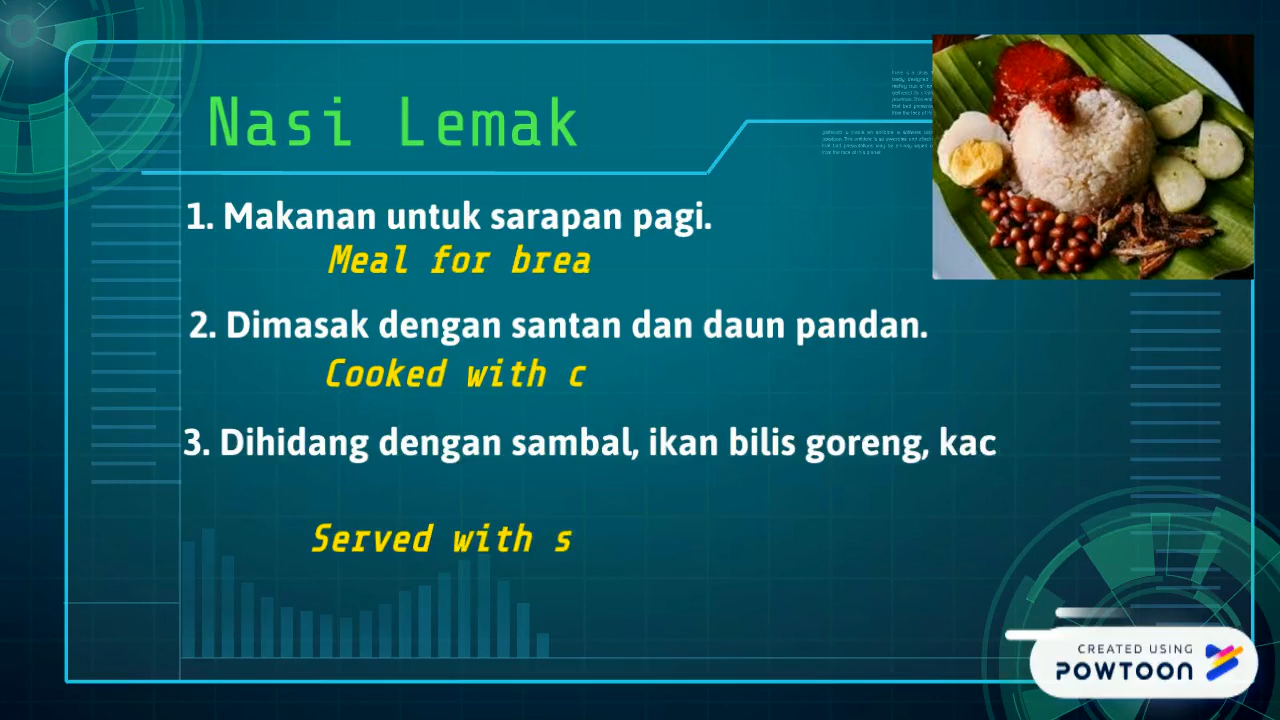 Nasi Lemak
1. Makanan untuk sarapan pagi.
Meal for brea
2. Dimasak dengan santan dan daun pandan.
Cooked with c
3. Dihidang dengan sambal, ikan bilis goreng, kac
Served with s
CREATED USING
POWTOON